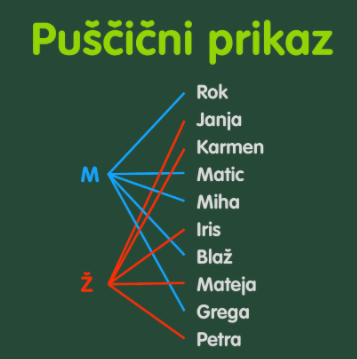 Puščični prikaz
Rok
Janja
Karmen
M
Matic
Miha
Iris
Blaž
Ž
Mateja
Grega
Petra